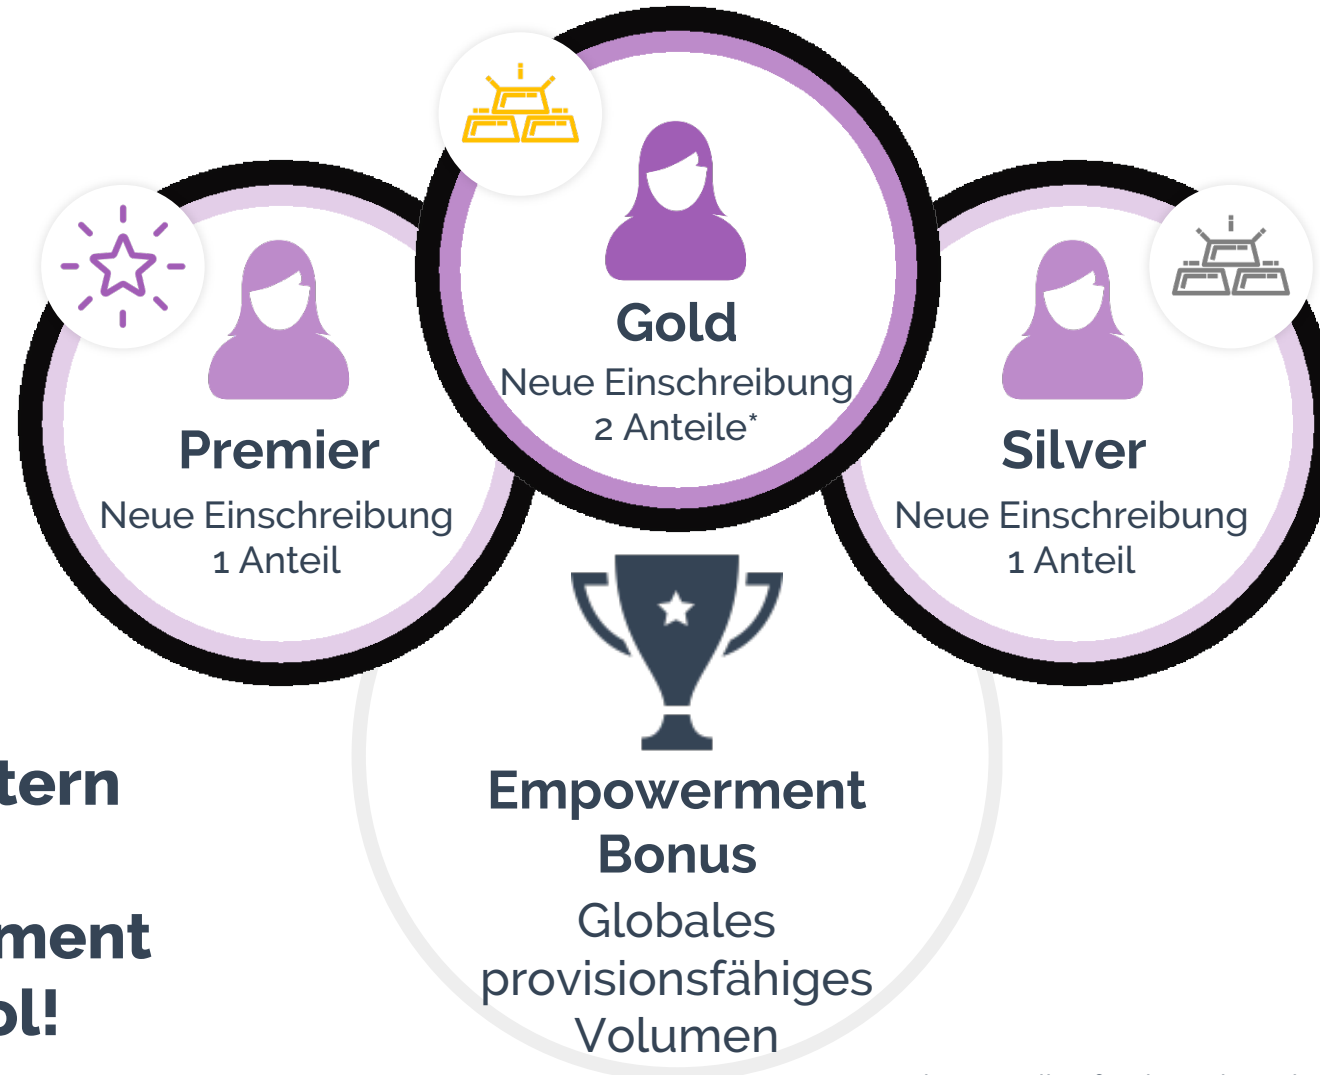 Gold
Neue Einschreibung
2 Anteile*
Premier
Neue Einschreibung
1 Anteil
Silver
Neue Einschreibung
1 Anteil
tern
ment
ol!
Empowerment
Bonus
Globales
provisionsfähiges
Volumen